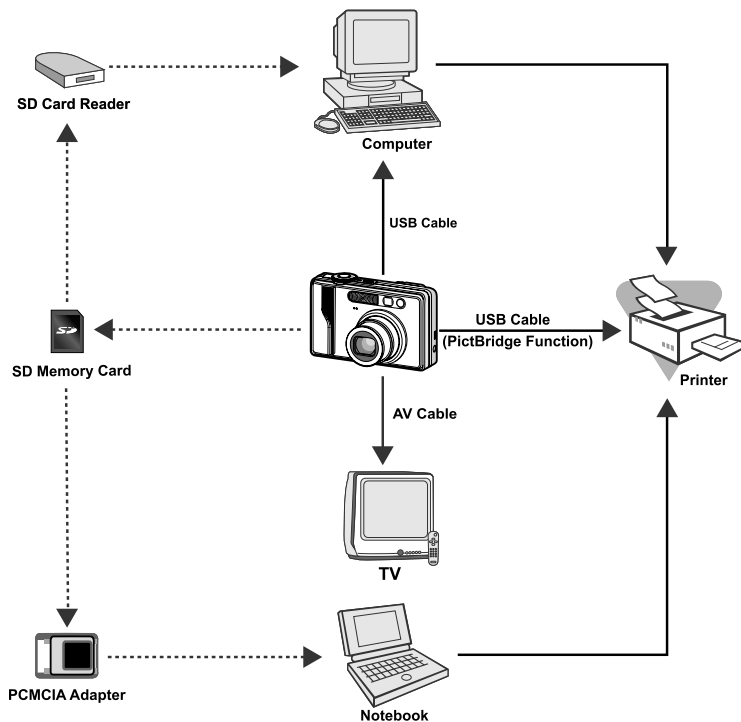 SD Card Reader
Computer
USB Cable
USB Cable
(PictBridge Function)
SD
SD Memory Card
Printer
AV Cable
TV
PCMCIA Adapter
Notebook